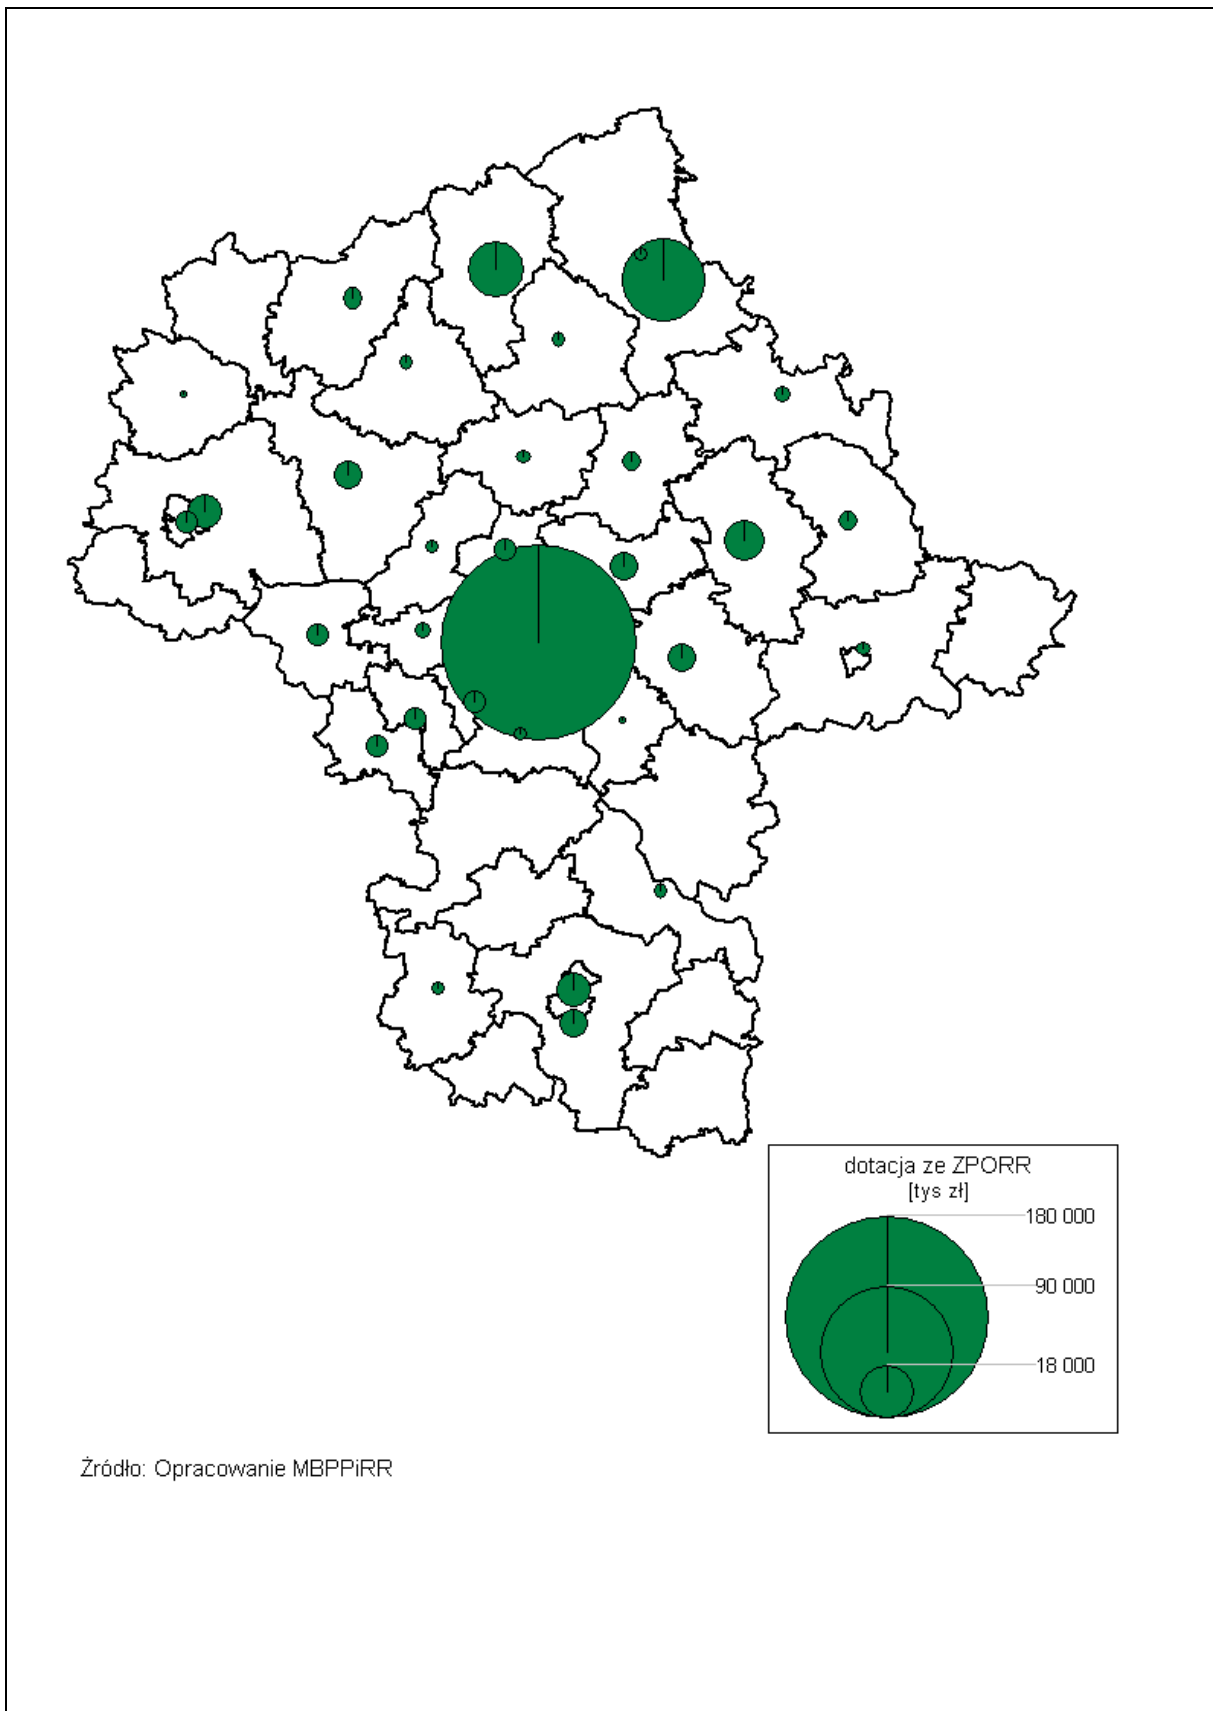 dotacja ze ZPORR
[tys zł]
180 000
90 000
18 000
Źródło: Opracowanie MBPPiRR